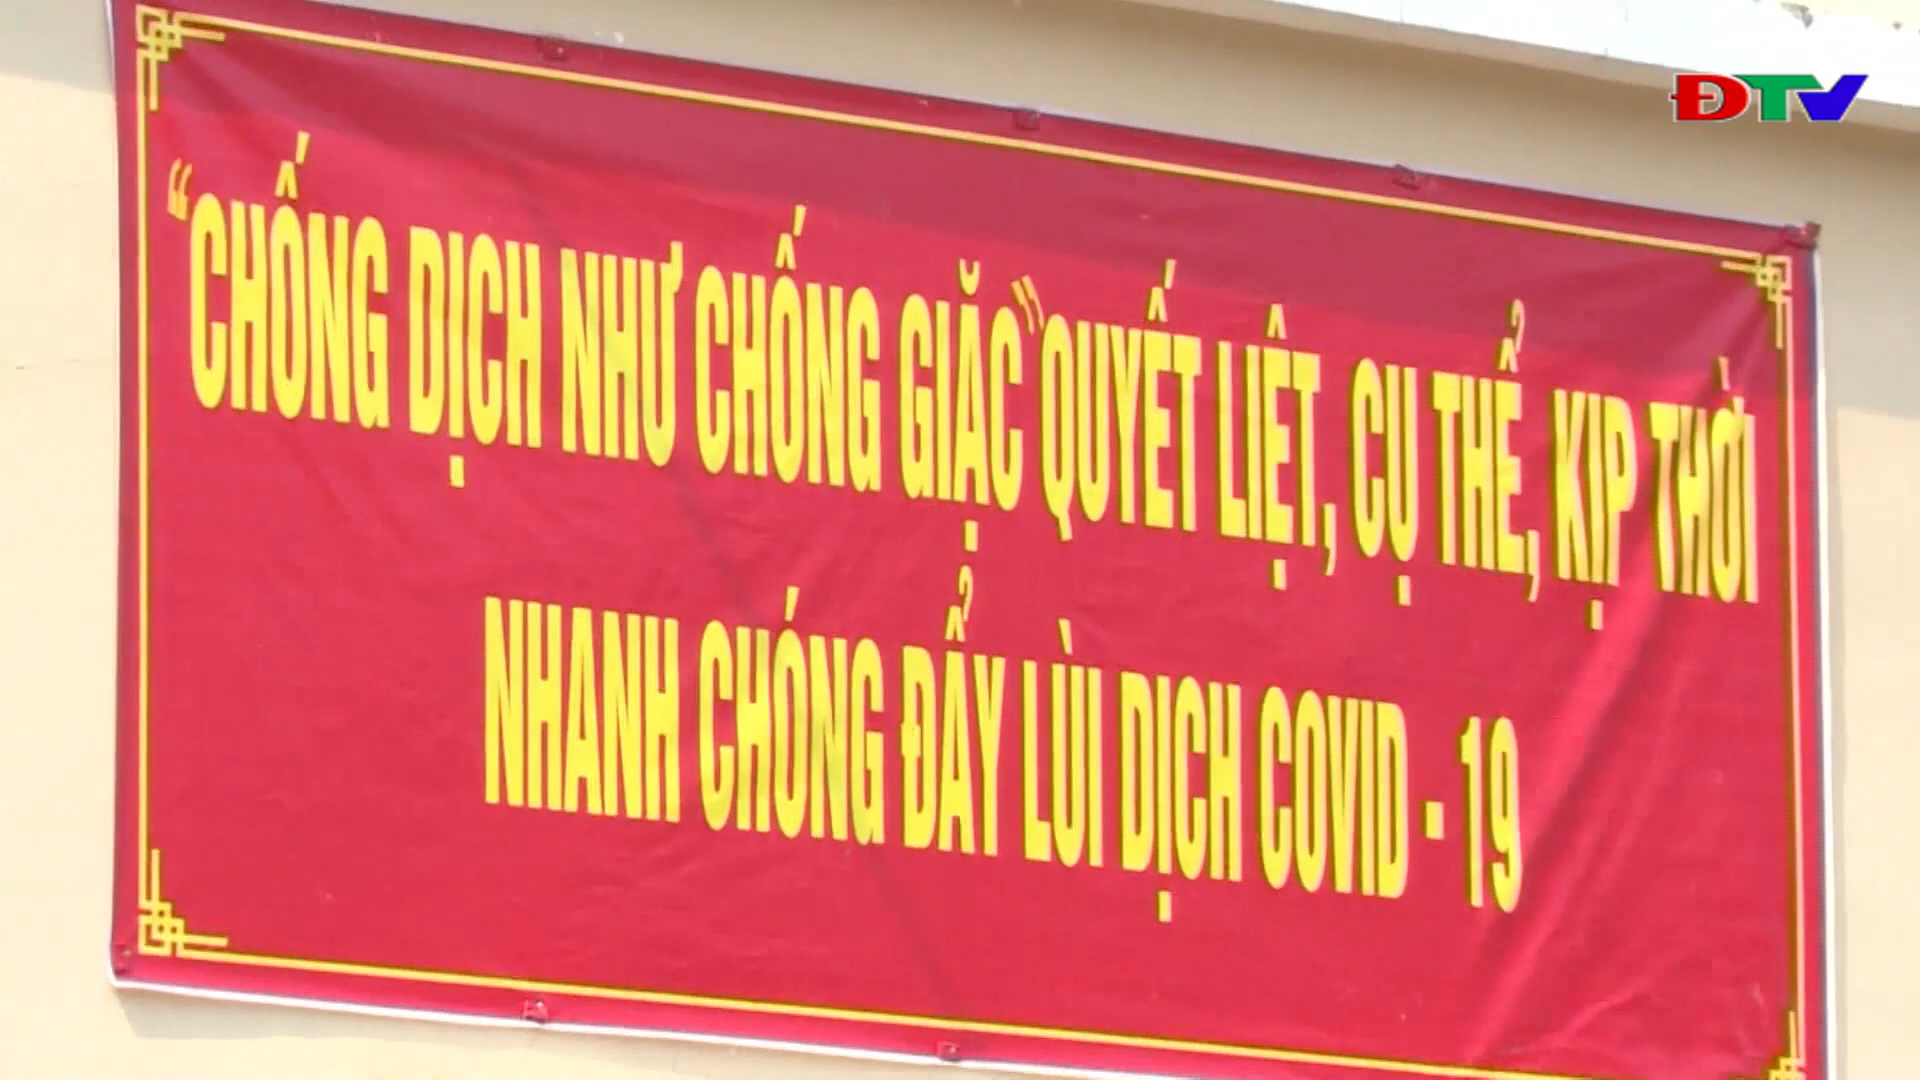 ĐTV
“CHỐNG DỊCH NHƯ CHỐNG GIẶC” QUYẾT LIỆT, CỤ THỂ, KỊP THỜI
NHANH CHÓNG ĐẨY LÙI DỊCH COVID - 19